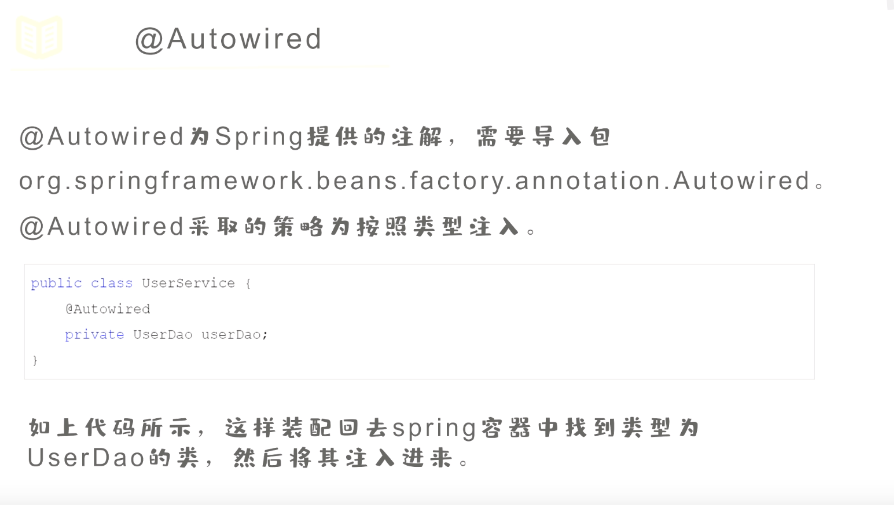 @Autowired
@Autowired为Spring提供的注解，需要导入包
org.springframework.beans.factory.annotation.Autowired。
@Autowired采取的策略为按照类型注入。
public class UserService {
    @Autowired
    private UserDao userDao;
}
如上代码所示，这样装配回去spring容器中找到类型为
UserDao的类，然后将其注入进来。